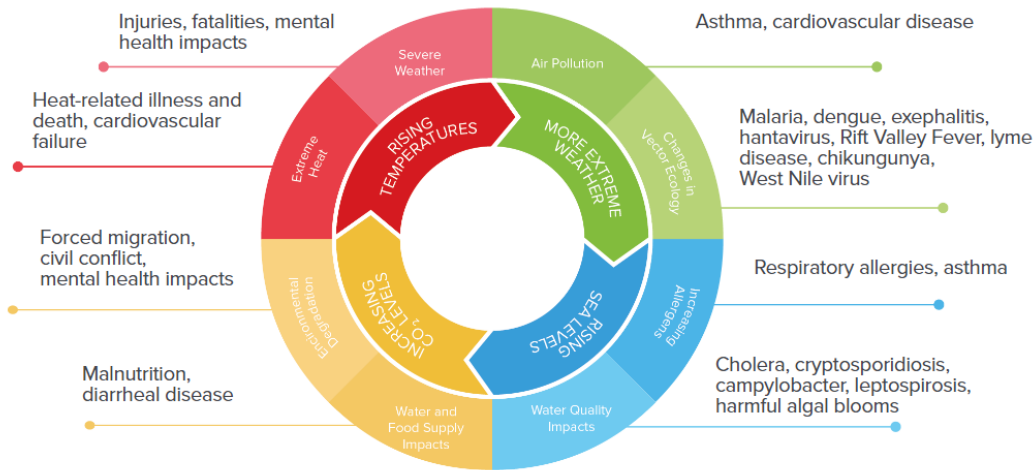 Injuries, fatalities, mental
health impacts
Asthma, cardiovascular disease
Severe
Weather
Air Pollution
Heat-related illness and
death, cardiovascular
failure
Malaria, dengue, exephalitis,
hantavirus, Rift Valley Fever, lyme
disease, chikungunya,
West Nile virus
Extreme
Heat
RISING
TEMPERATURES
MORE EXTREME
WEATHER
Changes in
Vector Ecology
Forced migration,
civil conflict,
mental health impacts
Respiratory allergies, asthma
Encironmental
Degradation
INCREASING
CO₂ LEVELS
RISING
SEA LEVELS
Increasing
Allergens
Malnutrition,
diarrheal disease
Cholera, cryptosporidiosis,
campylobacter, leptospirosis,
harmful algal blooms
Water and
Food Supply
Impacts
Water Quality
Impacts